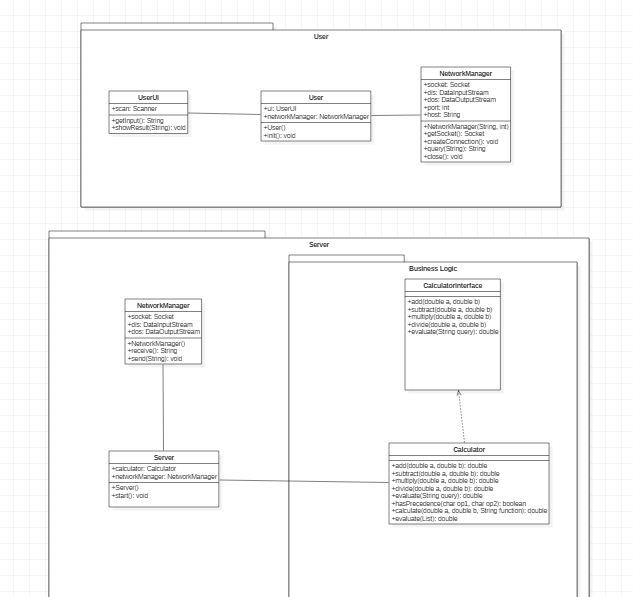 User
UserUI
+scan: Scanner
+getInput(): String
+showResult(String): void
User
+ui: UserUI
+networkManager: NetworkManager
+User()
+init(): void
NetworkManager
+socket: Socket
+dis: DataInputStream
+dos: DataOutputStream
+port: int
+host: String
+NetworkManager(String, int)
+getSocket(): Socket
+createConnection(): void
+query(String): String
+close(): void
Server
NetworkManager
+socket: Socket
+dis: DataInputStream
+dos: DataOutputStream
+NetworkManager()
+receive(): String
+send(String): void
Server
+calculator: Calculator
+networkManager: NetworkManager
+Server()
+start(): void
Business Logic
CalculatorInterface
+add(double a, double b)
+subtract(double a, double b)
+multiply(double a, double b)
+divide(double a, double b)
+evaluate(String query): double
Calculator
+add(double a, double b): double
+subtract(double a, double b): double
+multiply(double a, double b): double
+divide(double a, double b): double
+evaluate(String query): double
+hasPrecedence(char op1, char op2): boolean
+calculate(double a, double b, String function): double
+evaluate(List): double